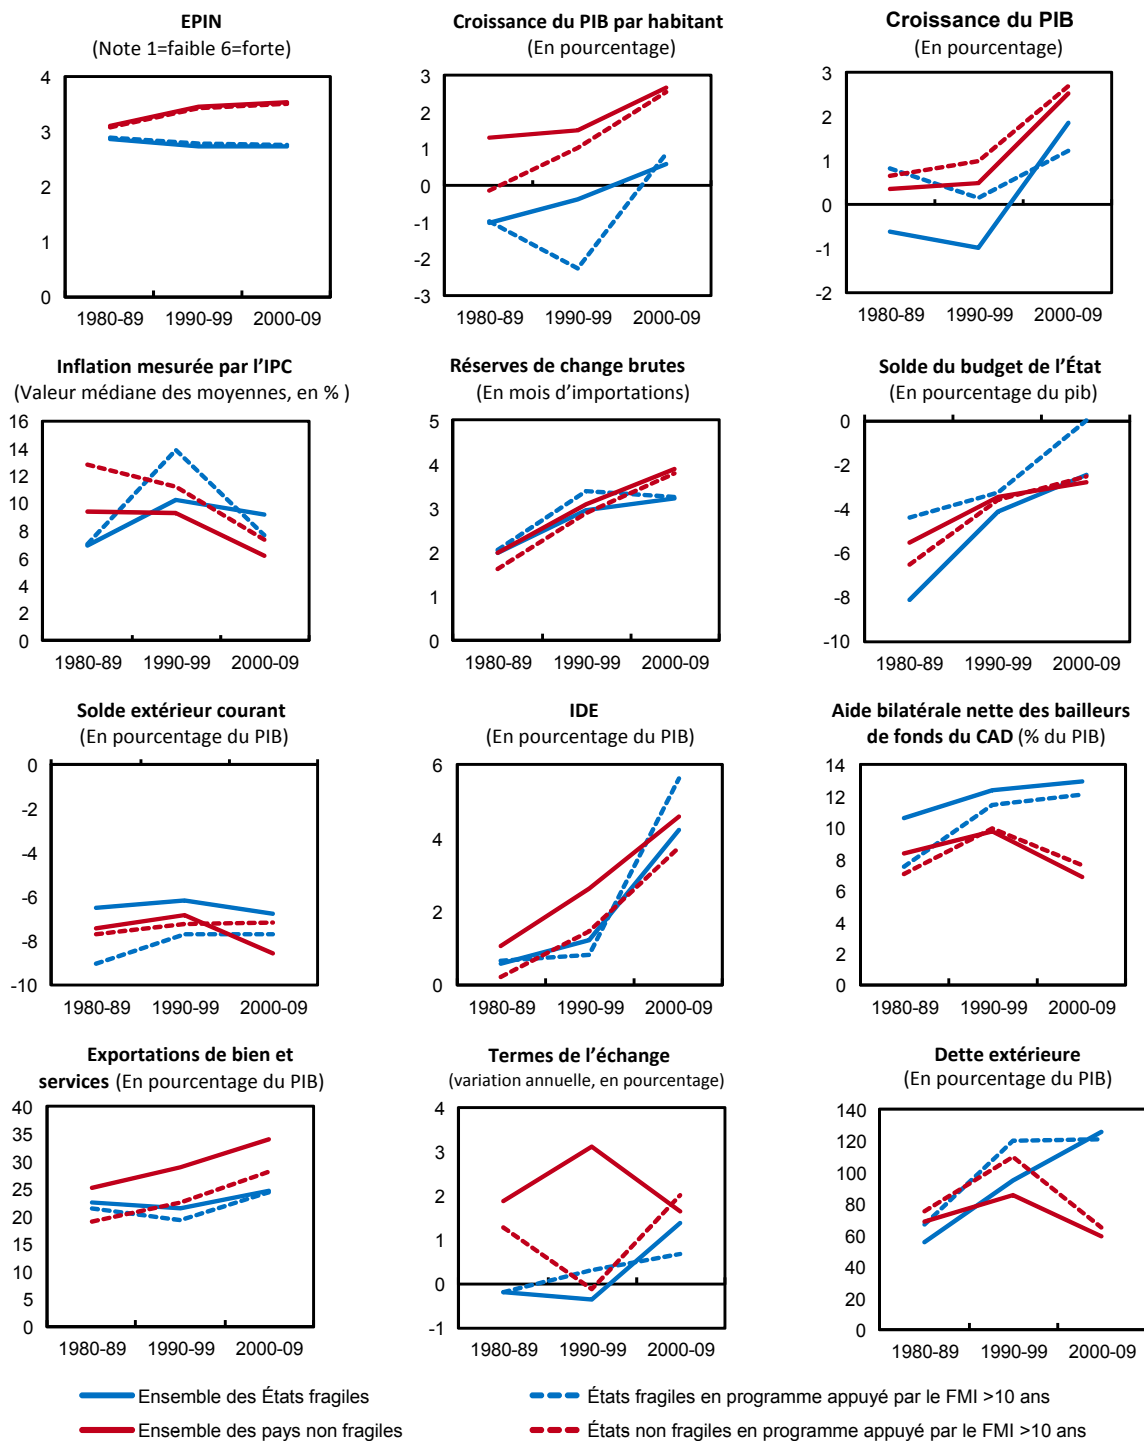 EPIN
(Note 1=faible 6=forte)
4
3
2
1
0
1980-89 1990-99 2000-09
Croissance du PIB par habitant
(En pourcentage)
3
2
1
0
-1
-2
-3
1980-89 1990-99 2000-09
Croissance du PIB
(En pourcentage)
3
2
1
0
-1
-2
1980-89 1990-99 2000-09
Inflation mesurée par l’IPC
(Valeur médiane des moyennes, en % )
16
14
12
10
8
6
4
2
0
1980-89 1990-99 2000-09
Réserves de change brutes
(En mois d’importations)
5
4
3
2
1
0
1980-89 1990-99 2000-09
Solde du budget de l’État
(En pourcentage du pib)
0
-2
-4
-6
-8
-10
1980-89 1990-99 2000-09
Solde extérieur courant
(En pourcentage du PIB)
0
-2
-4
-6
-8
-10
1980-89 1990-99 2000-09
IDE
(En pourcentage du PIB)
6
4
2
0
1980-89 1990-99 2000-09
Aide bilatérale nette des bailleurs
de fonds du CAD (% du PIB)
14
12
10
8
6
4
2
0
1980-89 1990-99 2000-09
Exportations de bien et
services (En pourcentage du PIB)
40
35
30
25
20
15
10
5
0
1980-89 1990-99 2000-09
Termes de l’échange
(variation annuelle, en pourcentage)
4
3
2
1
0
-1
1980-89 1990-99 2000-09
Dette extérieure
(En pourcentage du PIB)
140
120
100
80
60
40
20
0
1980-89 1990-99 2000-09
Ensemble des États fragiles
États fragiles en programme appuyé par le FMI >10 ans
Ensemble des pays non fragiles
États non fragiles en programme appuyé par le FMI >10 ans